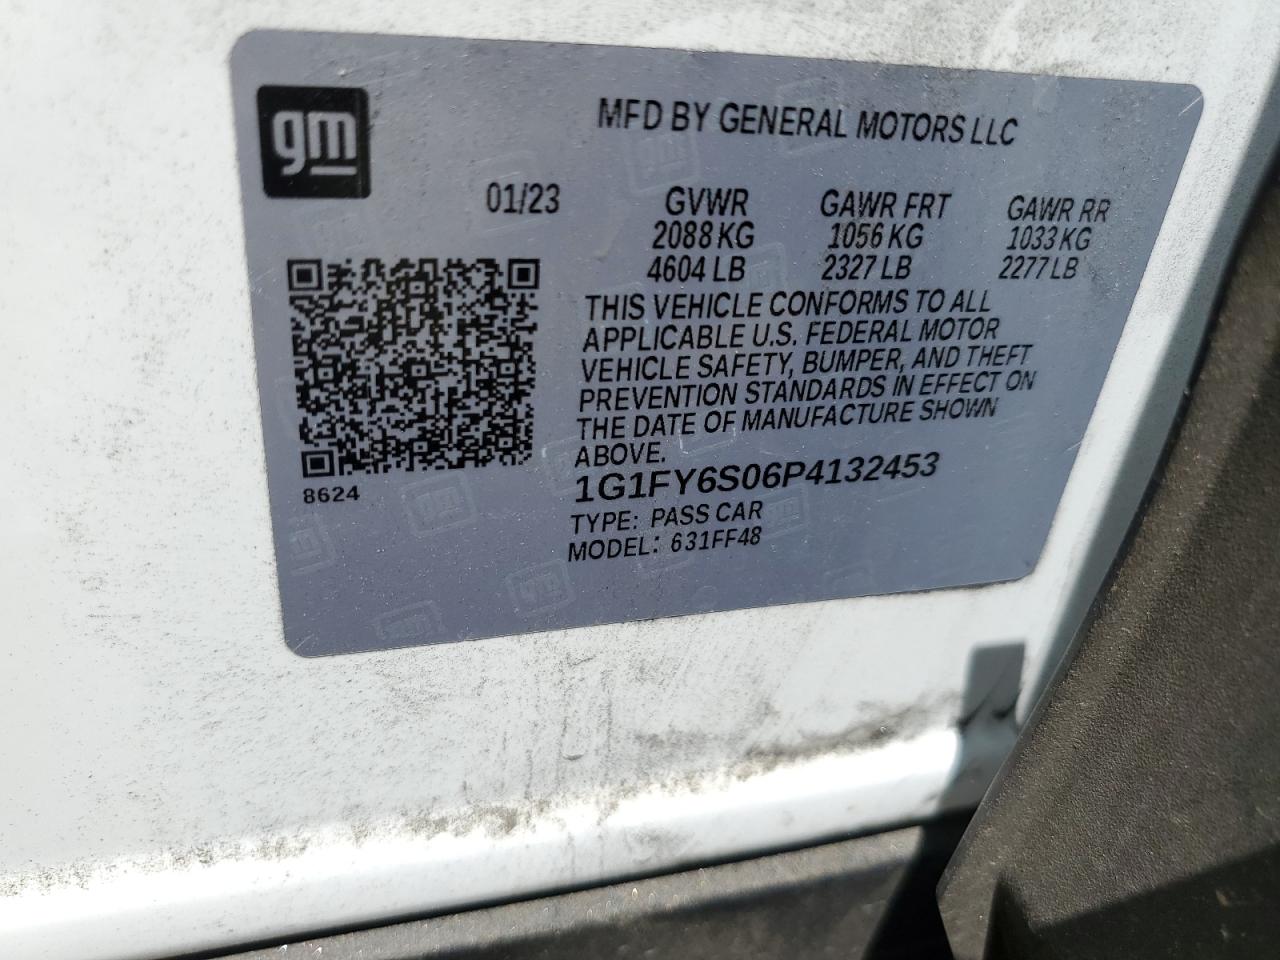 gm
MFD BY GENERAL MOTORS LLC
01/23 GVWR GAWR FRT GAWR RR
2088 KG 1056 KG 1033 KG
4604 LB 2327 LB 2277 LB
THIS VEHICLE CONFORMS TO ALL
APPLICABLE U.S. FEDERAL MOTOR
VEHICLE SAFETY, BUMPER, AND THEFT
PREVENTION STANDARDS IN EFFECT ON
THE DATE OF MANUFACTURE SHOWN
ABOVE.
1G1FY6S06P4132453
8624
TYPE: PASS CAR
MODEL: 631FF48